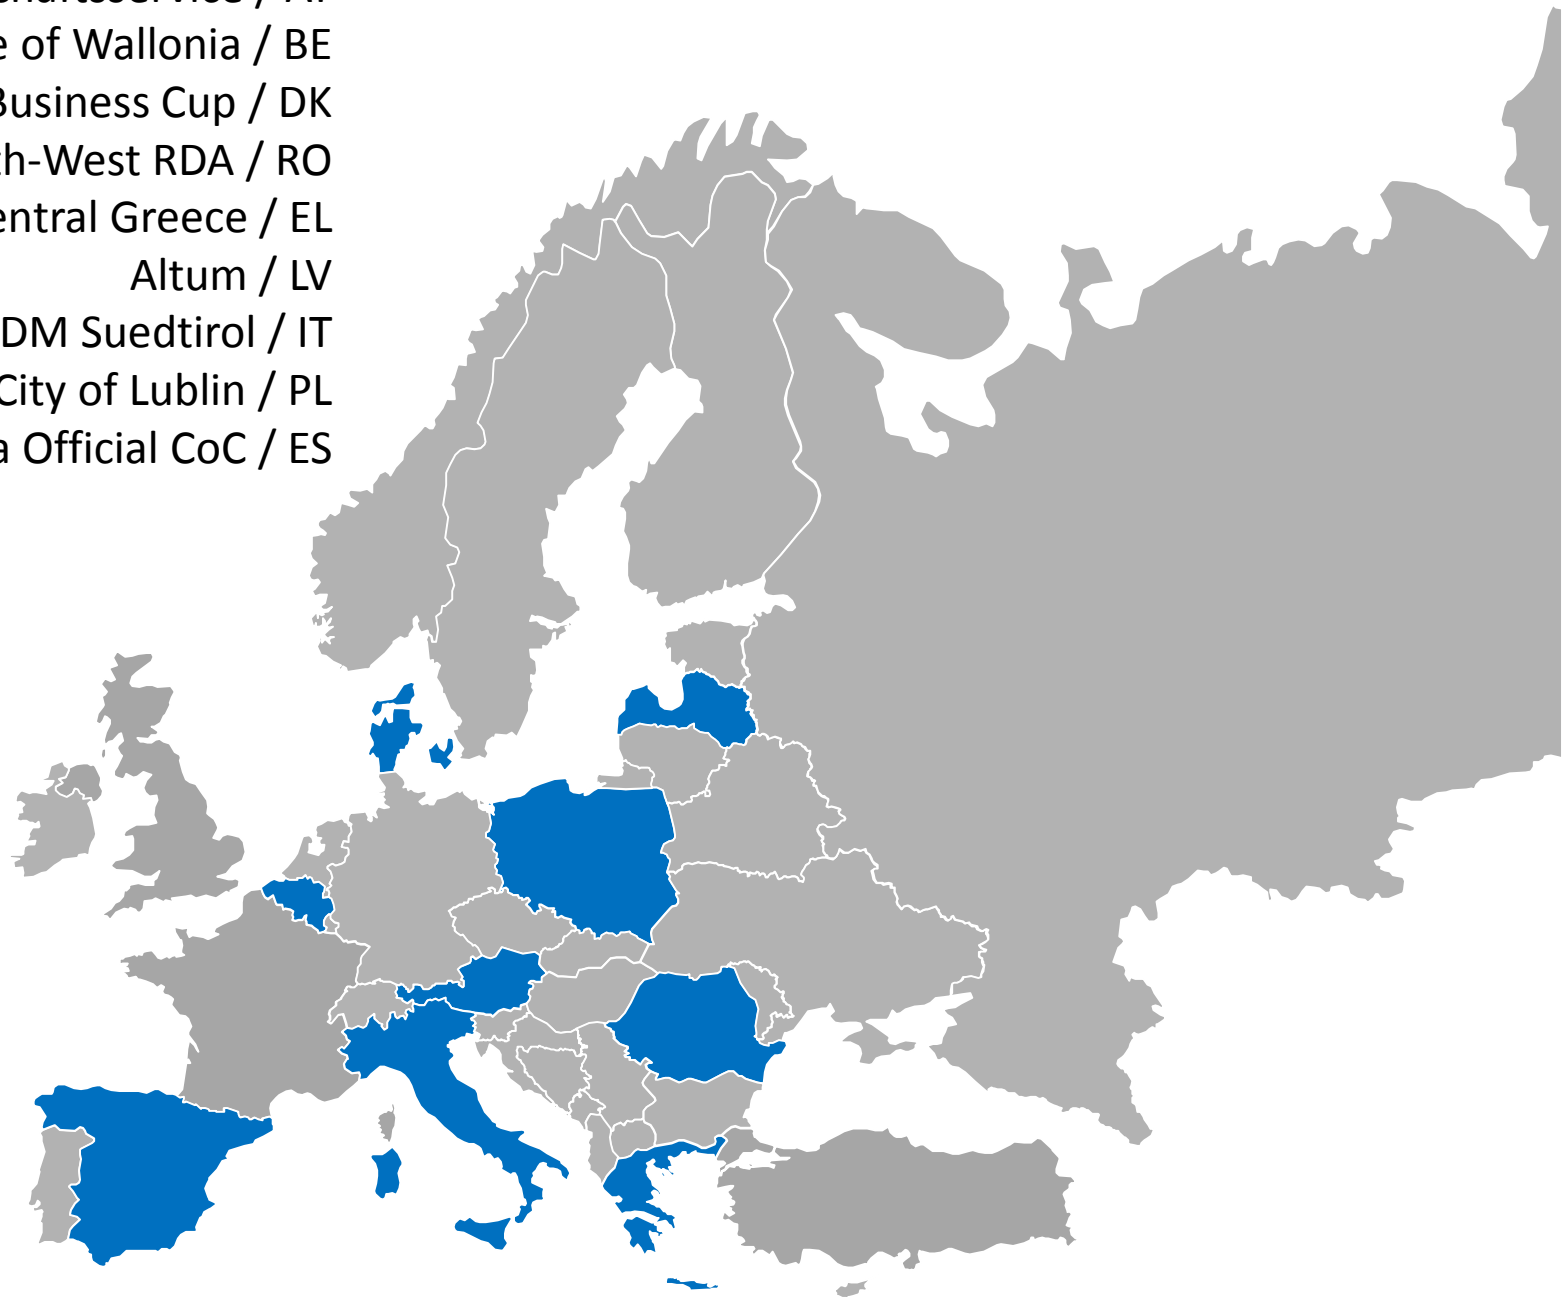 e of Wallonia / BE
Business Cup / DK
th-West RDA / RO
entral Greece / EL
Altum / LV
DM Suedtirol / IT
City of Lublin / PL
a Official CoC / ES